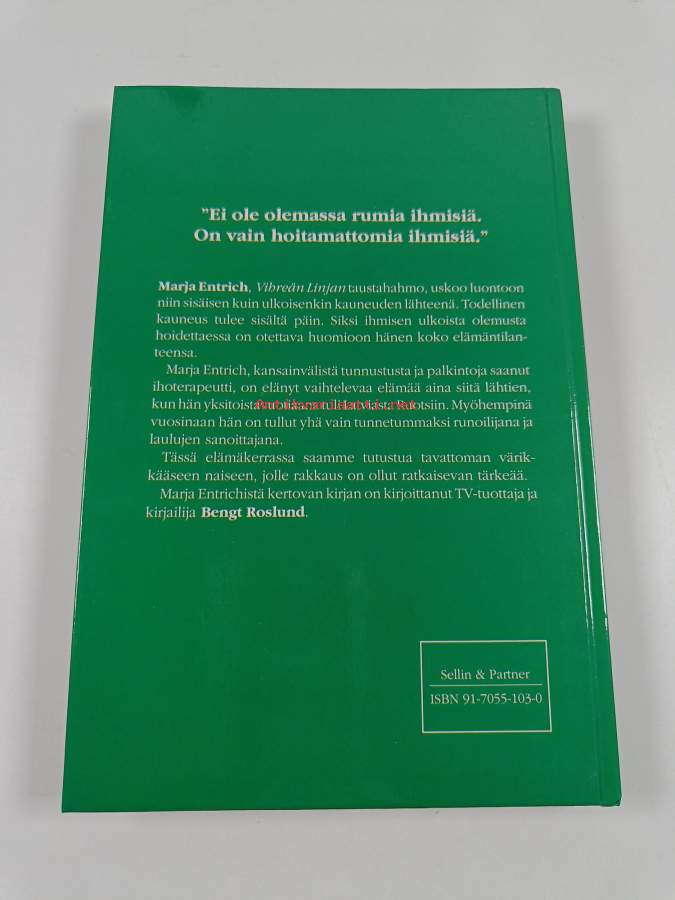 "Ei ole olemassa rumia ihmisiä.
On vain hoitamattomia ihmisiä."
Marja Entrich, Vihreän Linjan taustahahmo, uskoo luontoon
niin sisäisen kuin ulkoisenkin kauneuden lähteenä. Todellinen
kauneus tulee sisältä päin. Siksi ihmisen ulkoista olemusta
hoidettaessa on otettava huomioon hänen koko elämäntilan-
teensa.
Marja Entrich, kansainvälistä tunnustusta ja palkintoja saanut
ihoterapeutti, on elänyt vaihtelevaa elämää aina siitä lähtien,
kun hän yksitoistavuotiaana tuli Ruotsiin. Myöhempinä
vuosinaan hän on tullut yhä vain tunnetummaksi runoilijana ja
laulujen sanoittajana.
Tässä elämäkerrassa saamme tutustua tavattoman värik-
kääseen naiseen, jolle rakkaus on ollut ratkaisevan tärkeää.
Marja Entrichistä kertovan kirjan on kirjoittanut TV-tuottaja ja
kirjailija Bengt Roslund.
Sellin & Partner
ISBN 91-7055-103-0